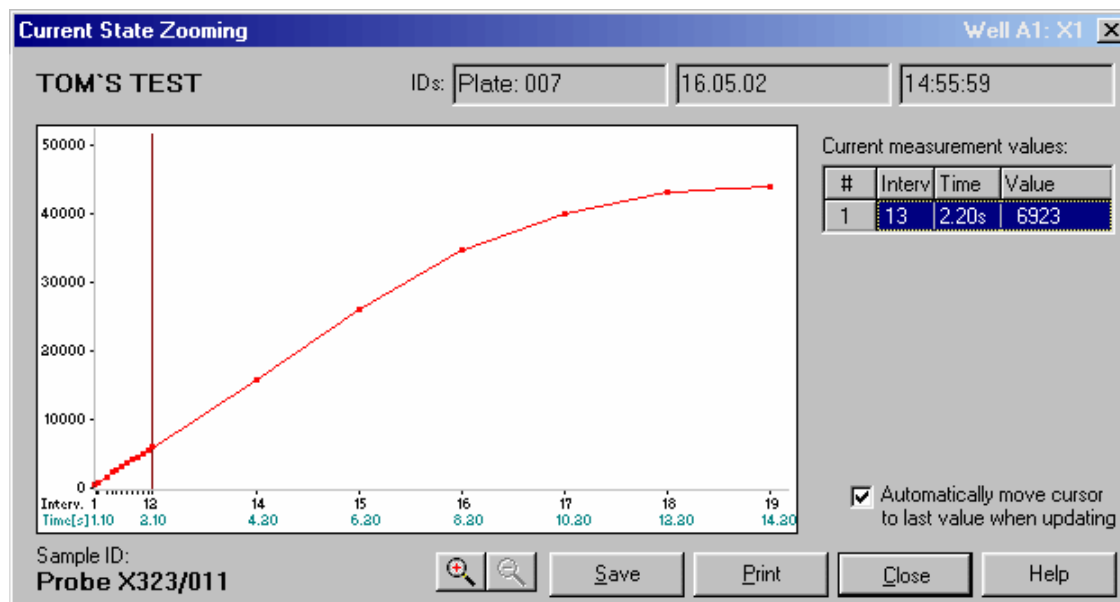 Current State Zooming Well A1: X1
TOM`S TEST IDs: Plate: 007 16.05.02 14:55:59
50000
40000
30000
20000
10000
0
Interv. 1 13 14 15 16 17 18 19
Time[s] 1.10 2.10 4.20 6.20 8.20 10.20 12.20 14.20
Current measurement values:
# Interv Time Value
1 13 2.20s 6923
Automatically move cursor
to last value when updating
Sample ID:
Probe X323/011
Save Print Close Help